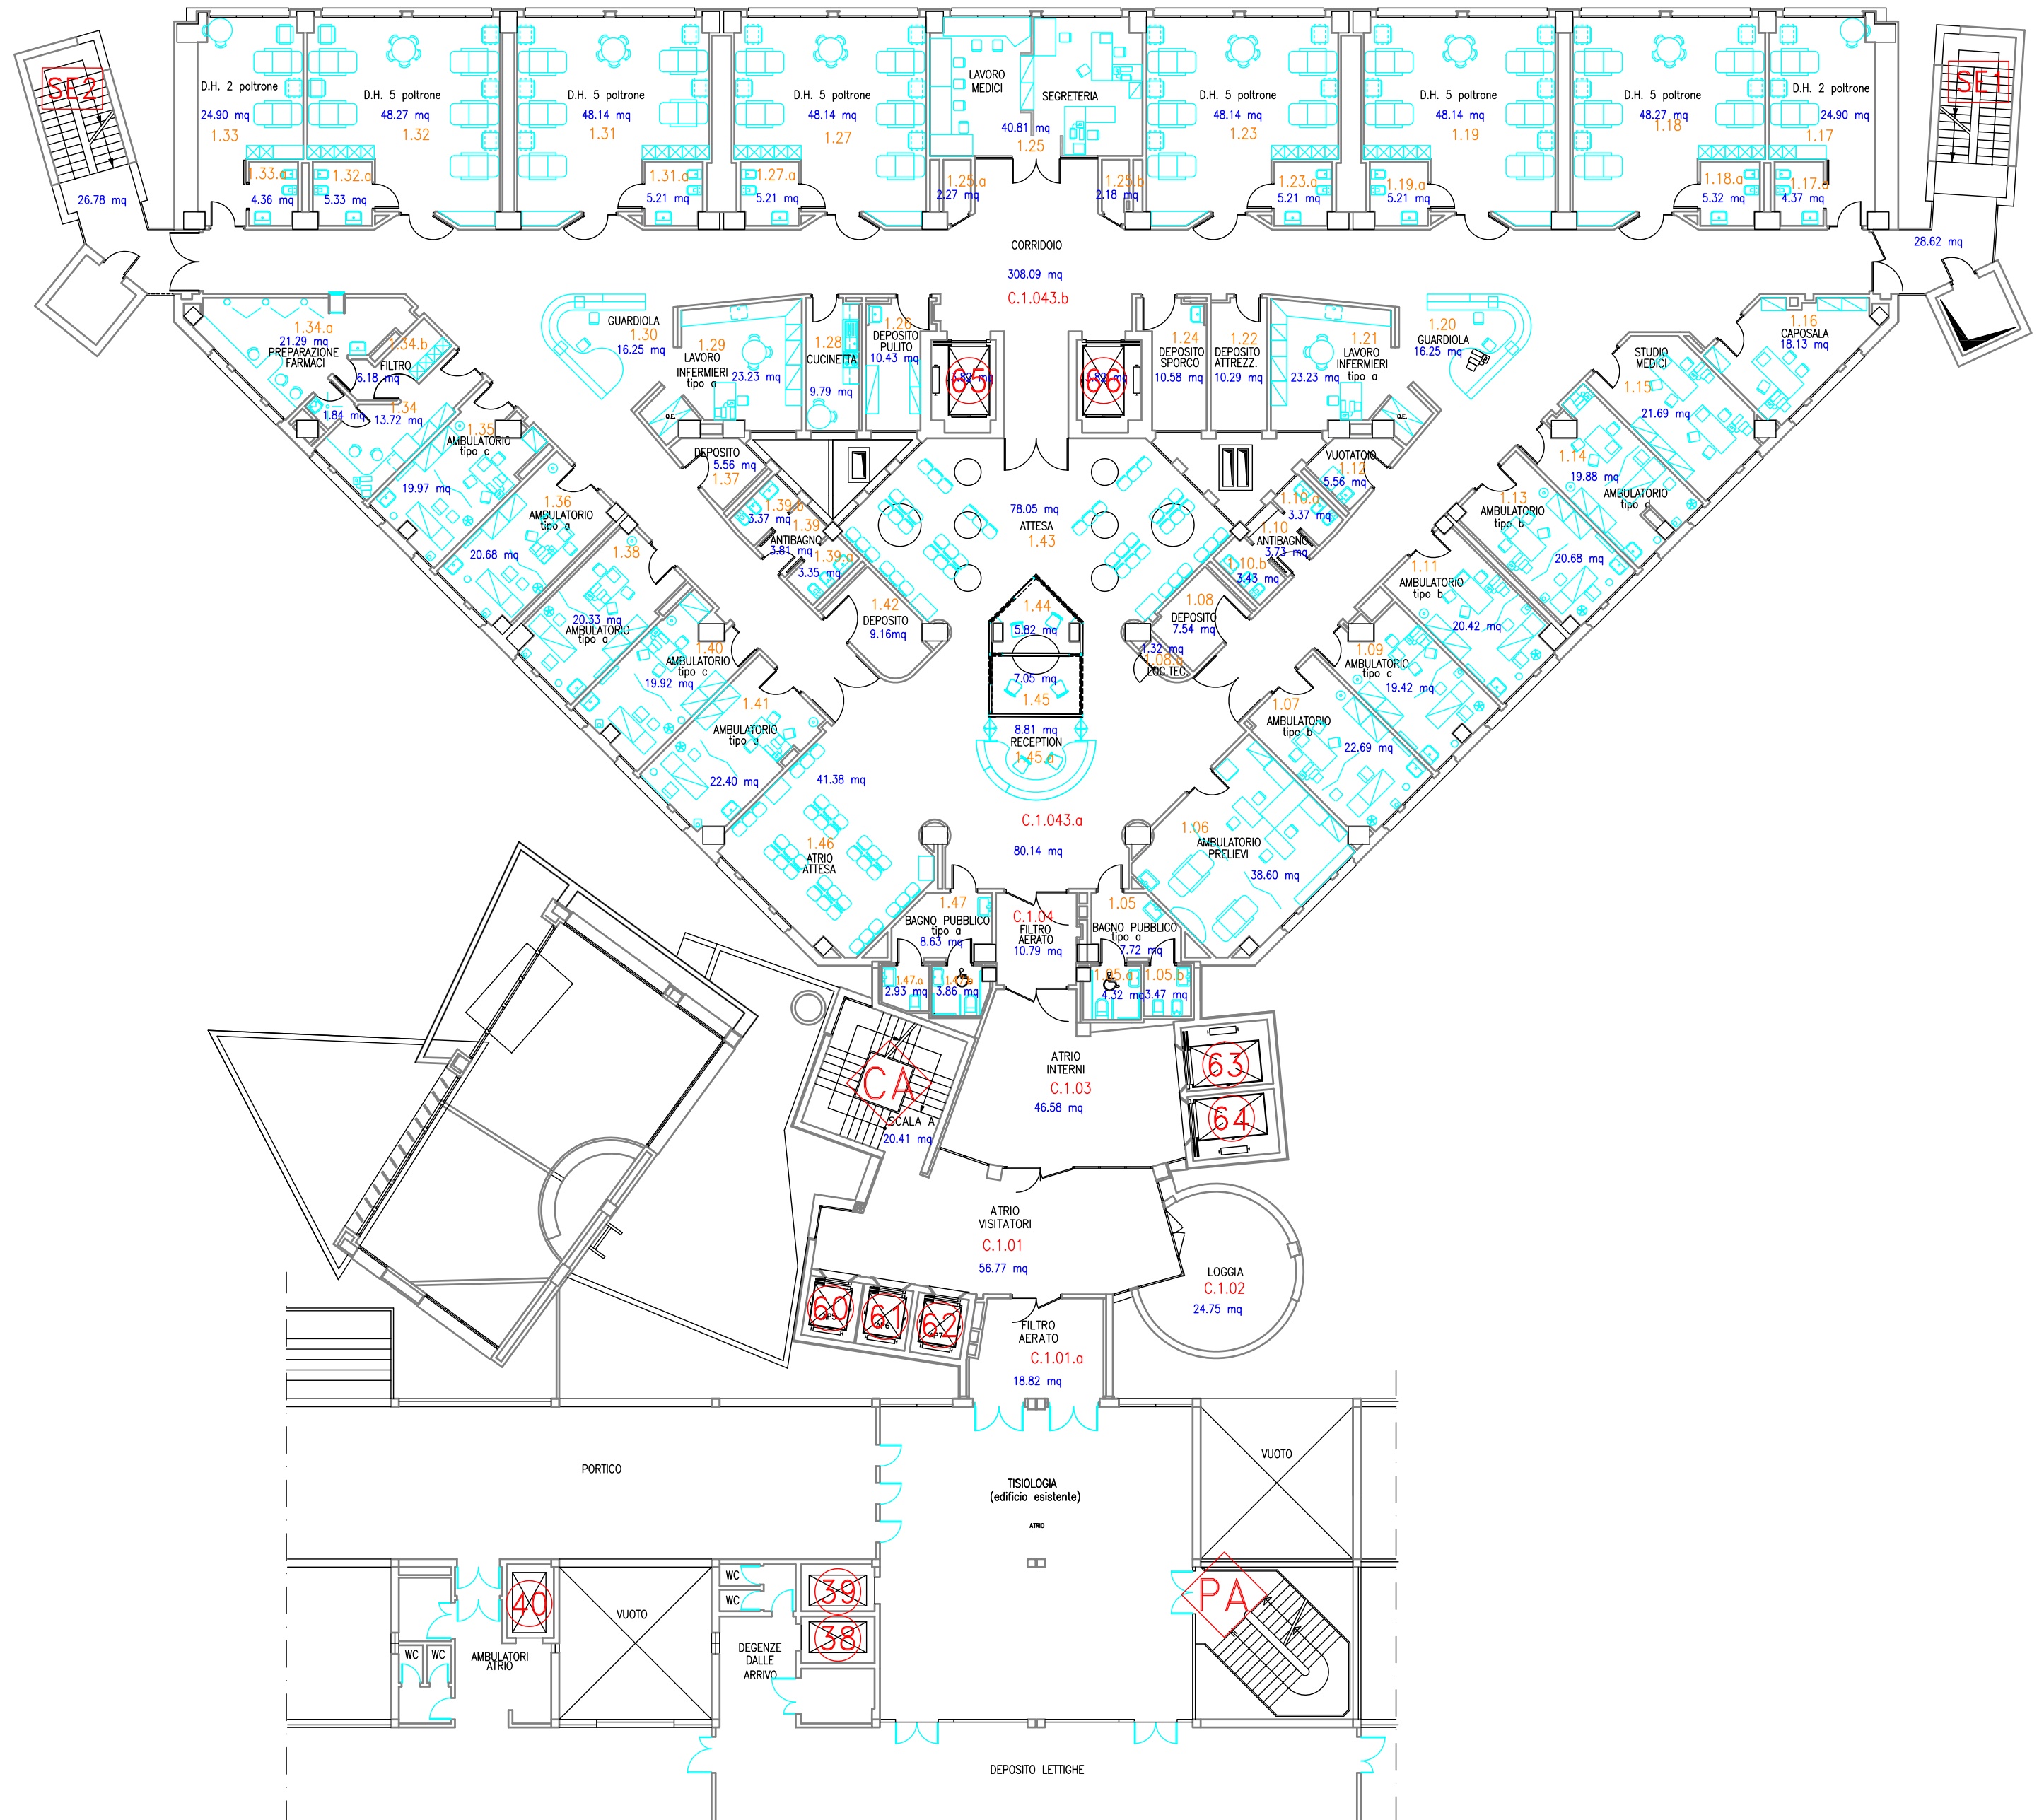 SE2
26.78 mq
D.H. 2 poltrone
24.90 mq
1.33
1.33.a
4.36 mq
D.H. 5 poltrone
48.27 mq
1.32
1.32.a
5.33 mq
D.H. 5 poltrone
48.14 mq
1.31
1.31.a
5.21 mq
D.H. 5 poltrone
48.14 mq
1.27
1.27.a
5.21 mq
LAVORO
MEDICI
SEGRETERIA
40.81 mq
1.25
1.25.a
2.27 mq
1.25.b
2.18 mq
D.H. 5 poltrone
48.14 mq
1.23
1.23.a
5.21 mq
D.H. 5 poltrone
48.14 mq
1.19
1.19.a
5.21 mq
D.H. 5 poltrone
48.27 mq
1.18
1.18.a
5.32 mq
D.H. 2 poltrone
24.90 mq
1.17
1.17.a
4.37 mq
SE1
28.62 mq
CORRIDOIO
308.09 mq
C.1.043.b
1.34.a
21.29 mq
PREPARAZIONE
FARMACI
1.34.b
FILTRO
6.18 mq
1.84 mq
1.34
13.72 mq
GUARDIOLA
1.30
16.25 mq
1.29
LAVORO
INFERMIERI
tipo a
23.23 mq
Q.E.
1.28
CUCINETTA
9.79 mq
1.26
DEPOSITO
PULITO
10.43 mq
65
3.82 mq
66
1.24
DEPOSITO
SPORCO
10.58 mq
1.22
DEPOSITO
ATTREZZ.
10.29 mq
1.21
LAVORO
INFERMIERI
tipo a
23.23 mq
Q.E.
1.20
GUARDIOLA
16.25 mq
1.16
CAPOSALA
18.13 mq
STUDIO
MEDICI
1.15
21.69 mq
1.35
AMBULATORIO
tipo c
19.97 mq
1.36
AMBULATORIO
tipo a
20.68 mq
1.38
20.33 mq
AMBULATORIO
tipo a
1.40
AMBULATORIO
tipo c
19.92 mq
1.41
AMBULATORIO
tipo a
22.40 mq
DEPOSITO
5.56 mq
1.37
1.39.b
3.37 mq
1.39
ANTIBAGNO
3.81 mq
1.39.a
3.35 mq
1.42
DEPOSITO
9.16mq
78.05 mq
ATTESA
1.43
1.44
5.82 mq
7.05 mq
1.45
8.81 mq
RECEPTION
1.45.a
VUOTATOIO
1.12
5.56 mq
1.10.a
3.37 mq
1.10
ANTIBAGNO
3.73 mq
1.10.b
3.43 mq
1.08
DEPOSITO
7.54 mq
1.32 mq
1.08.a
LOC.TEC.
1.14
19.88 mq
AMBULATORIO
tipo d
1.13
AMBULATORIO
tipo b
20.68 mq
1.11
AMBULATORIO
tipo b
20.42 mq
1.09
AMBULATORIO
tipo c
19.42 mq
1.07
AMBULATORIO
tipo b
22.69 mq
1.06
AMBULATORIO
PRELIEVI
38.60 mq
41.38 mq
1.46
ATRIO
ATTESA
C.1.043.a
80.14 mq
1.47
BAGNO PUBBLICO
tipo a
8.63 mq
1.47.a
2.93 mq
1.47.b
3.86 mq
C.1.04
FILTRO
AERATO
10.79 mq
1.05
BAGNO PUBBLICO
tipo a
7.72 mq
1.05.a
4.32 mq
1.05.b
3.47 mq
CA
SCALA A
20.41 mq
ATRIO
INTERNI
C.1.03
46.58 mq
63
64
ATRIO
VISITATORI
C.1.01
56.77 mq
LOGGIA
C.1.02
24.75 mq
60
AP5
61
AP6
62
AP7
FILTRO
AERATO
C.1.01.a
18.82 mq
PORTICO
TISIOLOGIA
(edificio esistente)
ATRIO
VUOTO
PA
40
VUOTO
WC
WC
39
38
DEGENZE
DALLE
ARRIVO
WC
WC
AMBULATORI
ATRIO
DEPOSITO LETTIGHE